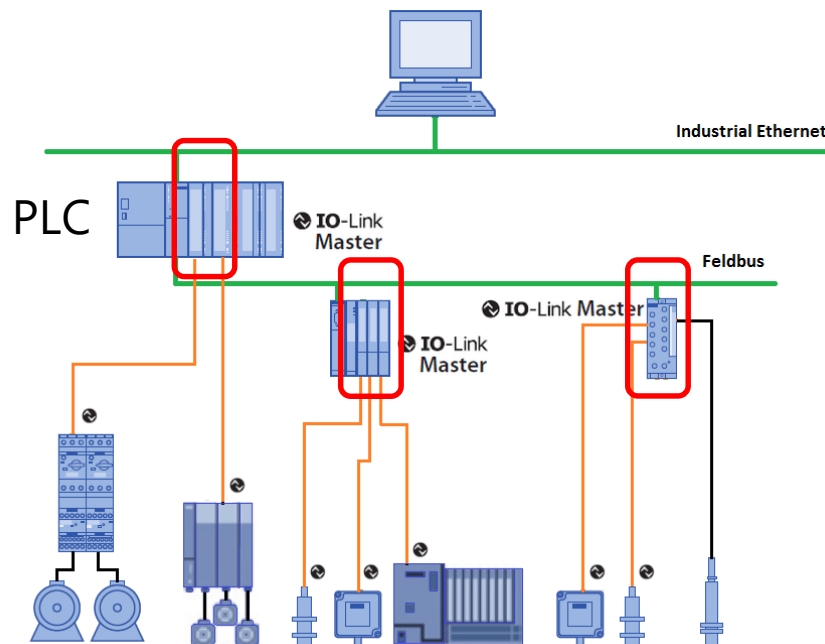 Industrial Ethernet
PLC
IO-Link
Master
Feldbus
IO-Link Master
IO-Link
Master